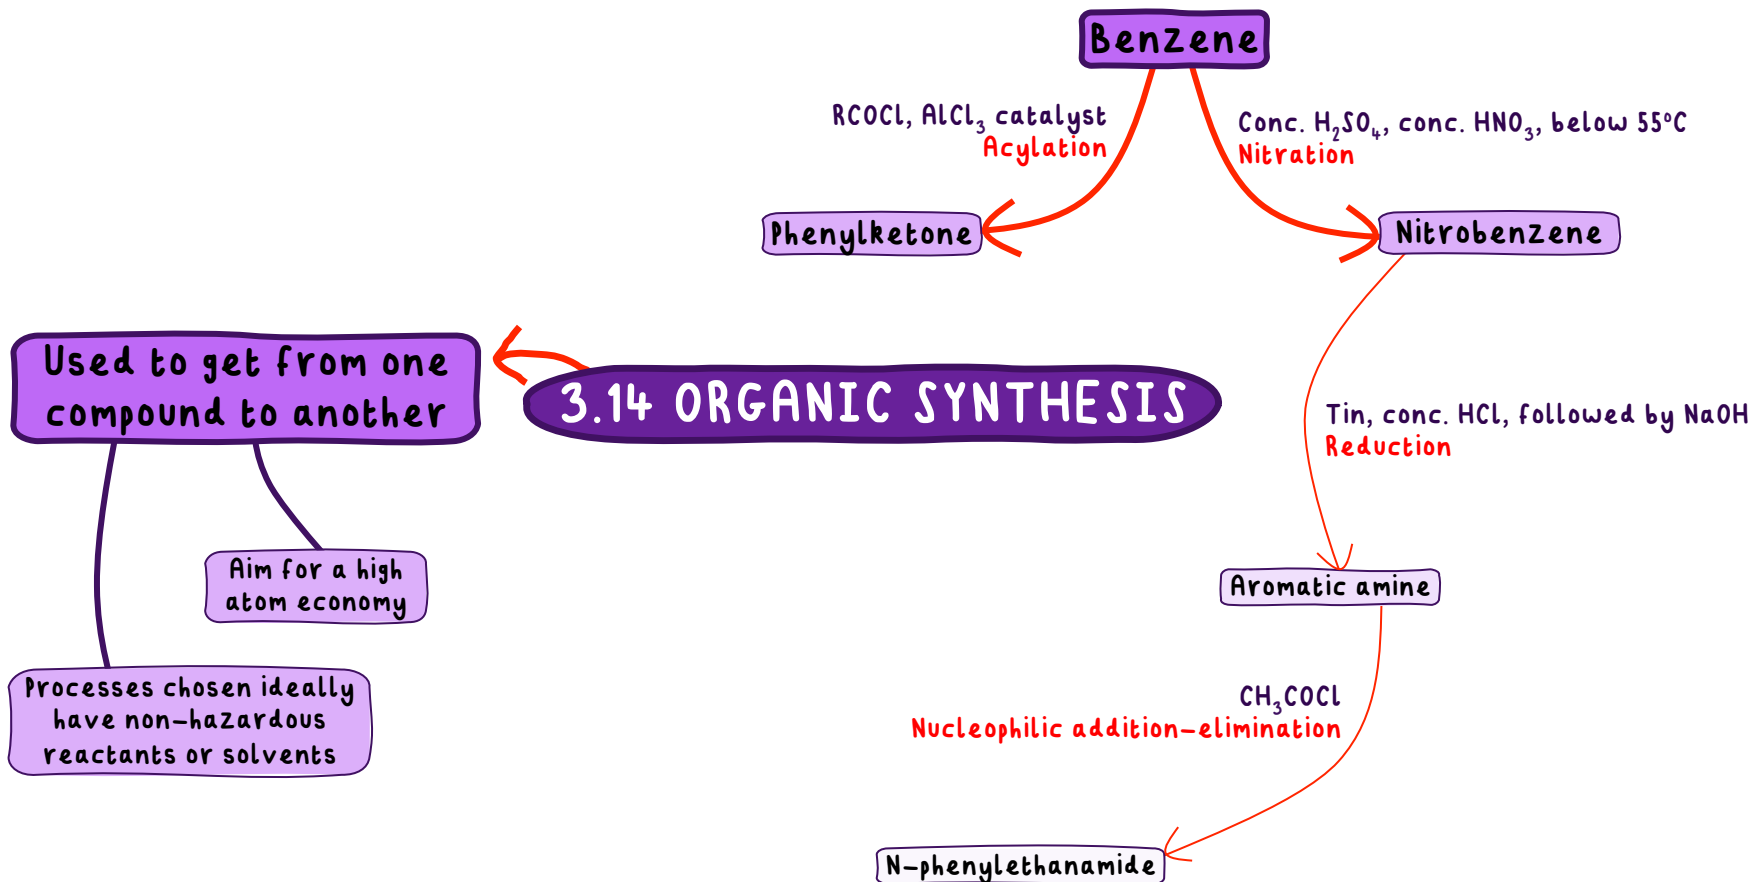 Benzene
RCOCl, AlCl₃ catalyst
Acylation
Conc. H₂SO₄, conc. HNO₃, below 55°C
Nitration
Phenylketone
Nitrobenzene
Used to get from one
compound to another
3.14 ORGANIC SYNTHESIS
Tin, conc. HCl, followed by NaOH
Reduction
Aim for a high
atom economy
Aromatic amine
Processes chosen ideally
have non-hazardous
reactants or solvents
CH₃COCl
Nucleophilic addition-elimination
N-phenylethanamide